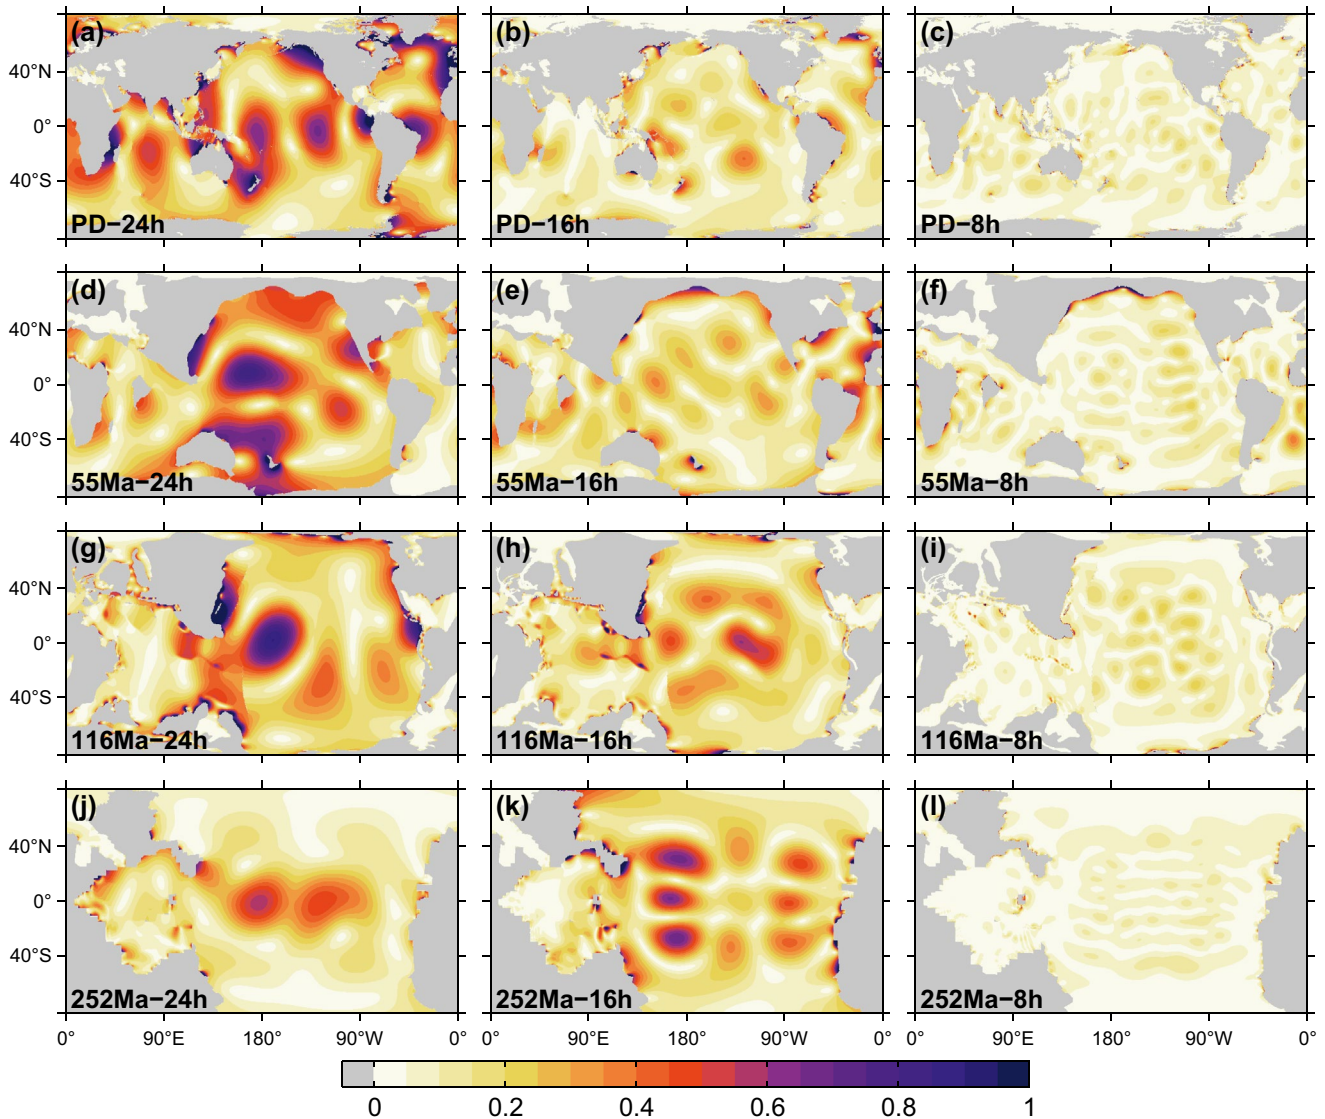 (a) (b) (c)
40°N
0°
40°S
PD−24h PD−16h PD−8h
(d) (e) (f)
40°N
0°
40°S
55Ma−24h 55Ma−16h 55Ma−8h
(g) (h) (i)
40°N
0°
40°S
116Ma−24h 116Ma−16h 116Ma−8h
(j) (k) (l)
40°N
0°
40°S
252Ma−24h 252Ma−16h 252Ma−8h
0° 90°E 180° 90°W 0° 0° 90°E 180° 90°W 0° 0° 90°E 180° 90°W 0°
0 0.2 0.4 0.6 0.8 1